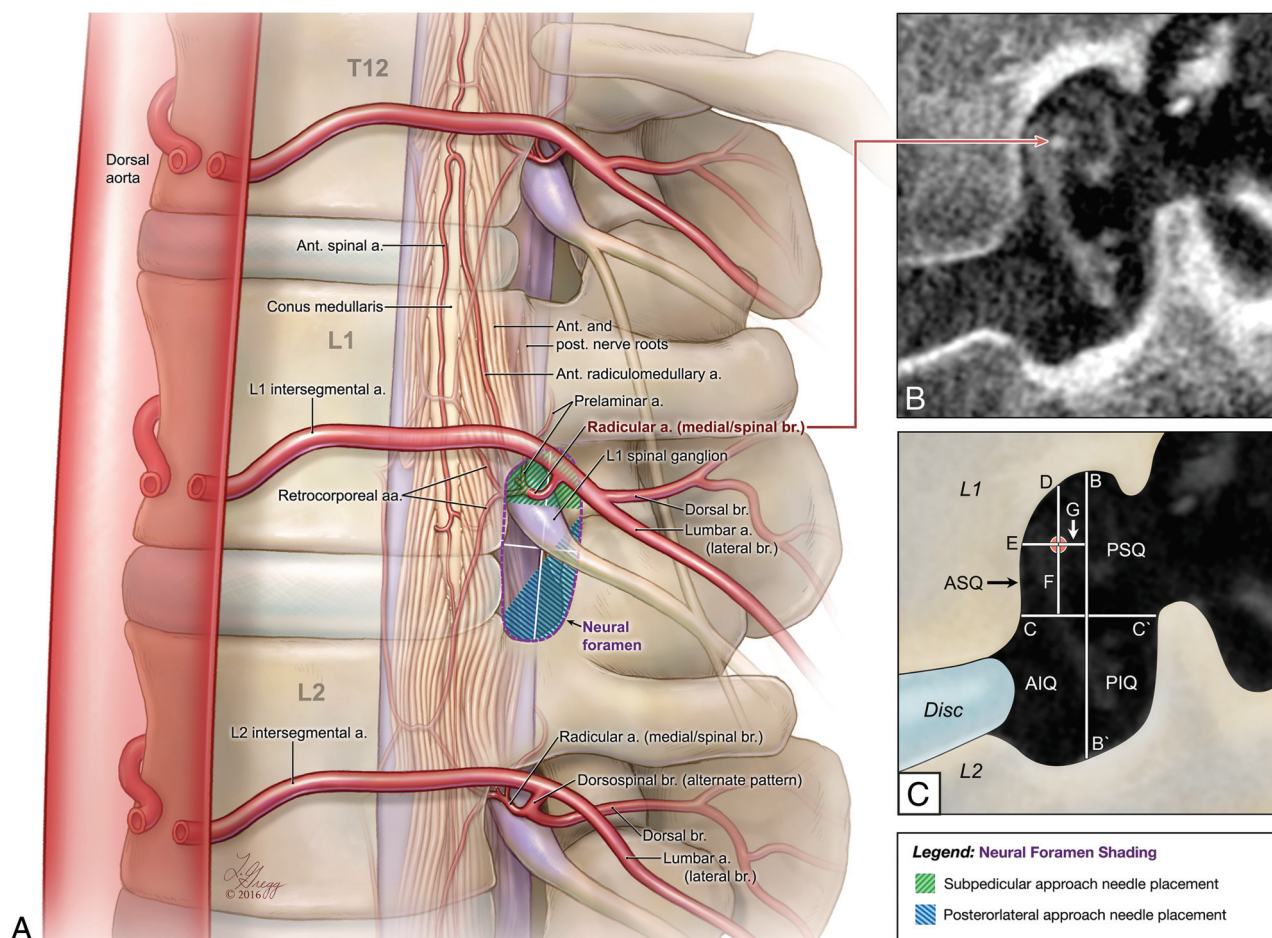 T12
Dorsal
aorta
Ant. spinal a.
Conus medullaris
L1
Ant. and
post. nerve roots
Ant. radiculomedullary a.
L1 intersegmental a.
Prelaminar a.
Radicular a. (medial/spinal br.)
L1 spinal ganglion
Retrocorporeal aa.
Dorsal br.
Lumbar a.
(lateral br.)
Neural
foramen
L2
L2 intersegmental a.
Radicular a. (medial/spinal br.)
Dorsospinal br. (alternate pattern)
Dorsal br.
Lumbar a.
(lateral br.)
L. Gregg
© 2016
A
B
L1
D
B
G
E
PSQ
ASQ
F
C
C`
AIQ
PIQ
Disc
B`
L2
C
Legend: Neural Foramen Shading
Subpedicular approach needle placement
Posterorlateral approach needle placement